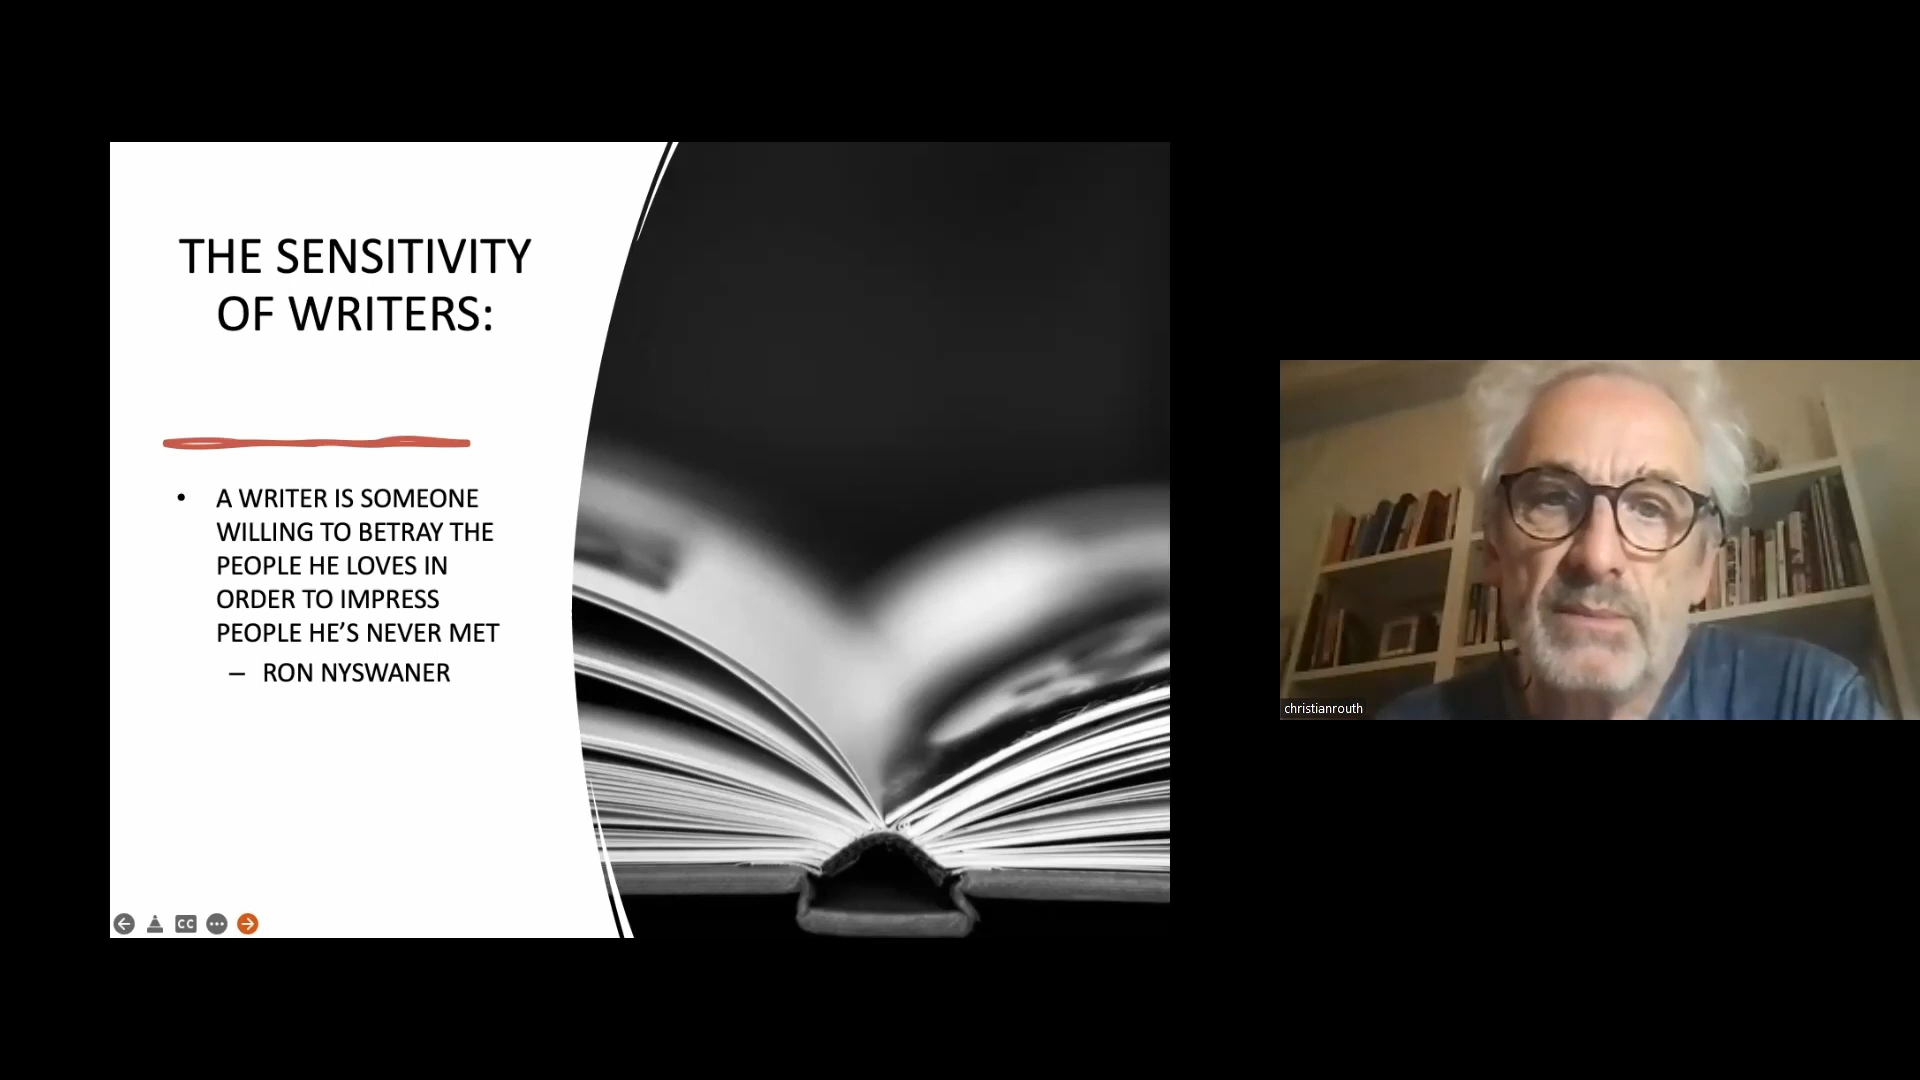 THE SENSITIVITY
OF WRITERS:
• A WRITER IS SOMEONE
WILLING TO BETRAY THE
PEOPLE HE LOVES IN
ORDER TO IMPRESS
PEOPLE HE’S NEVER MET
– RON NYSWANER
CC
christianrouth